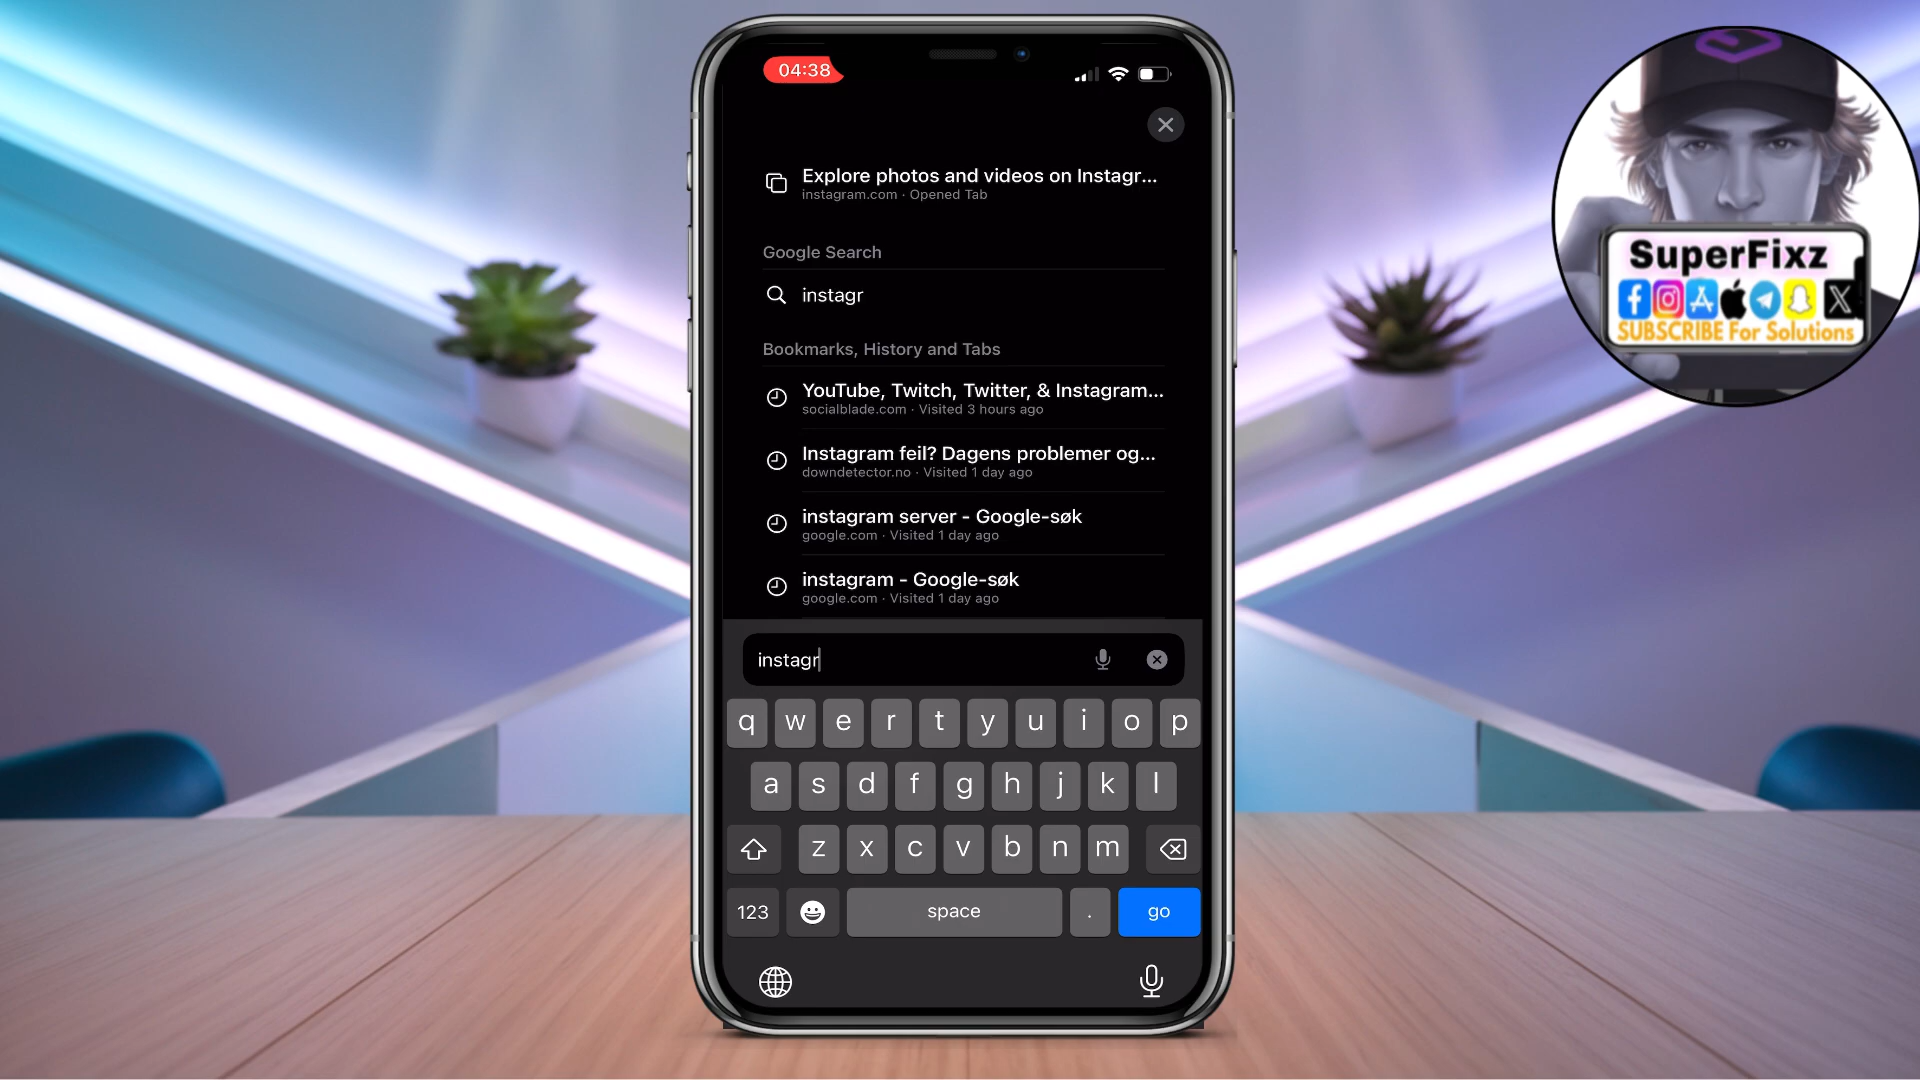 04:38
Explore photos and videos on Instagr...
instagram.com · Opened Tab
Google Search
instagr
Bookmarks, History and Tabs
YouTube, Twitch, Twitter, & Instagram...
socialblade.com · Visited 3 hours ago
Instagram feil? Dagens problemer og...
downdetector.no · Visited 1 day ago
instagram server - Google-søk
google.com · Visited 1 day ago
instagram - Google-søk
google.com · Visited 1 day ago
instagr
q w e r t y u i o p
a s d f g h j k l
z x c v b n m
123 space . go
SuperFixz
SUBSCRIBE For Solutions